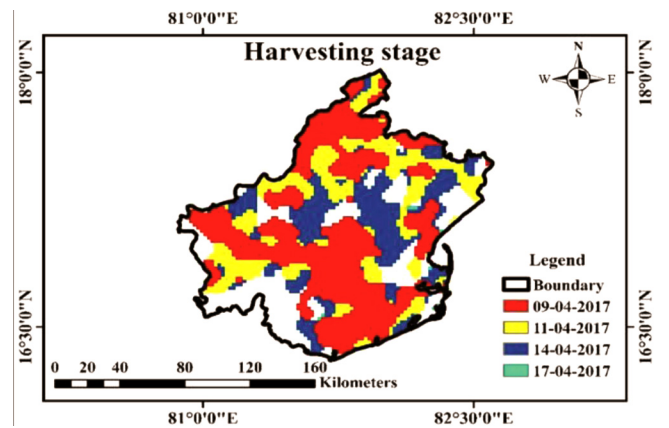 81°0'0"E 82°30'0"E
Harvesting stage
N
W E
S
18°0'0"N
18°0'0"N
16°30'0"N
16°30'0"N
Legend
Boundary
09-04-2017
11-04-2017
14-04-2017
17-04-2017
0 20 40 80 120 160
Kilometers
81°0'0"E 82°30'0"E